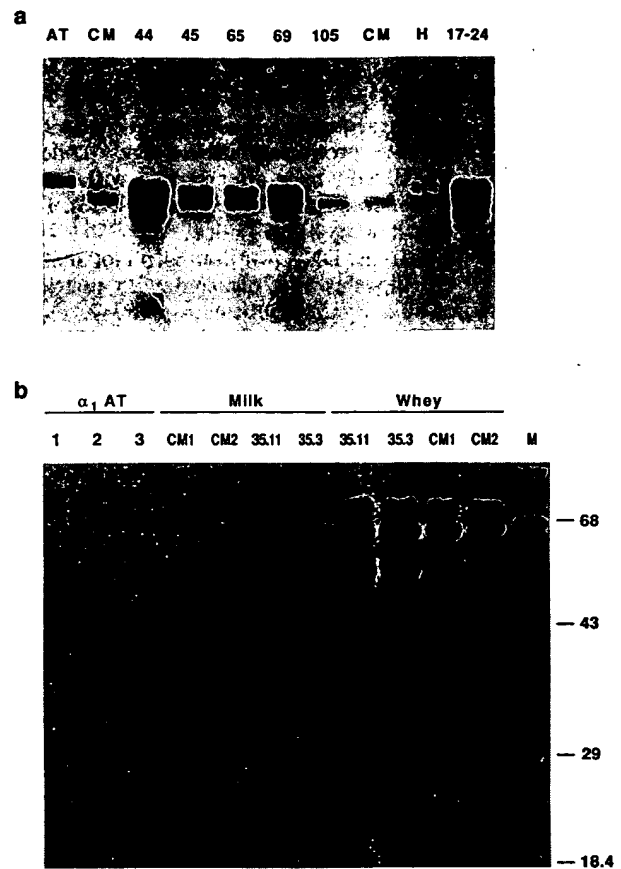 a
AT CM 44 45 65 69 105 CM H 17-24
b
α₁ AT Milk Whey
1 2 3 CM1 CM2 35.11 35.3 35.11 35.3 CM1 CM2 M
68
43
29
18.4